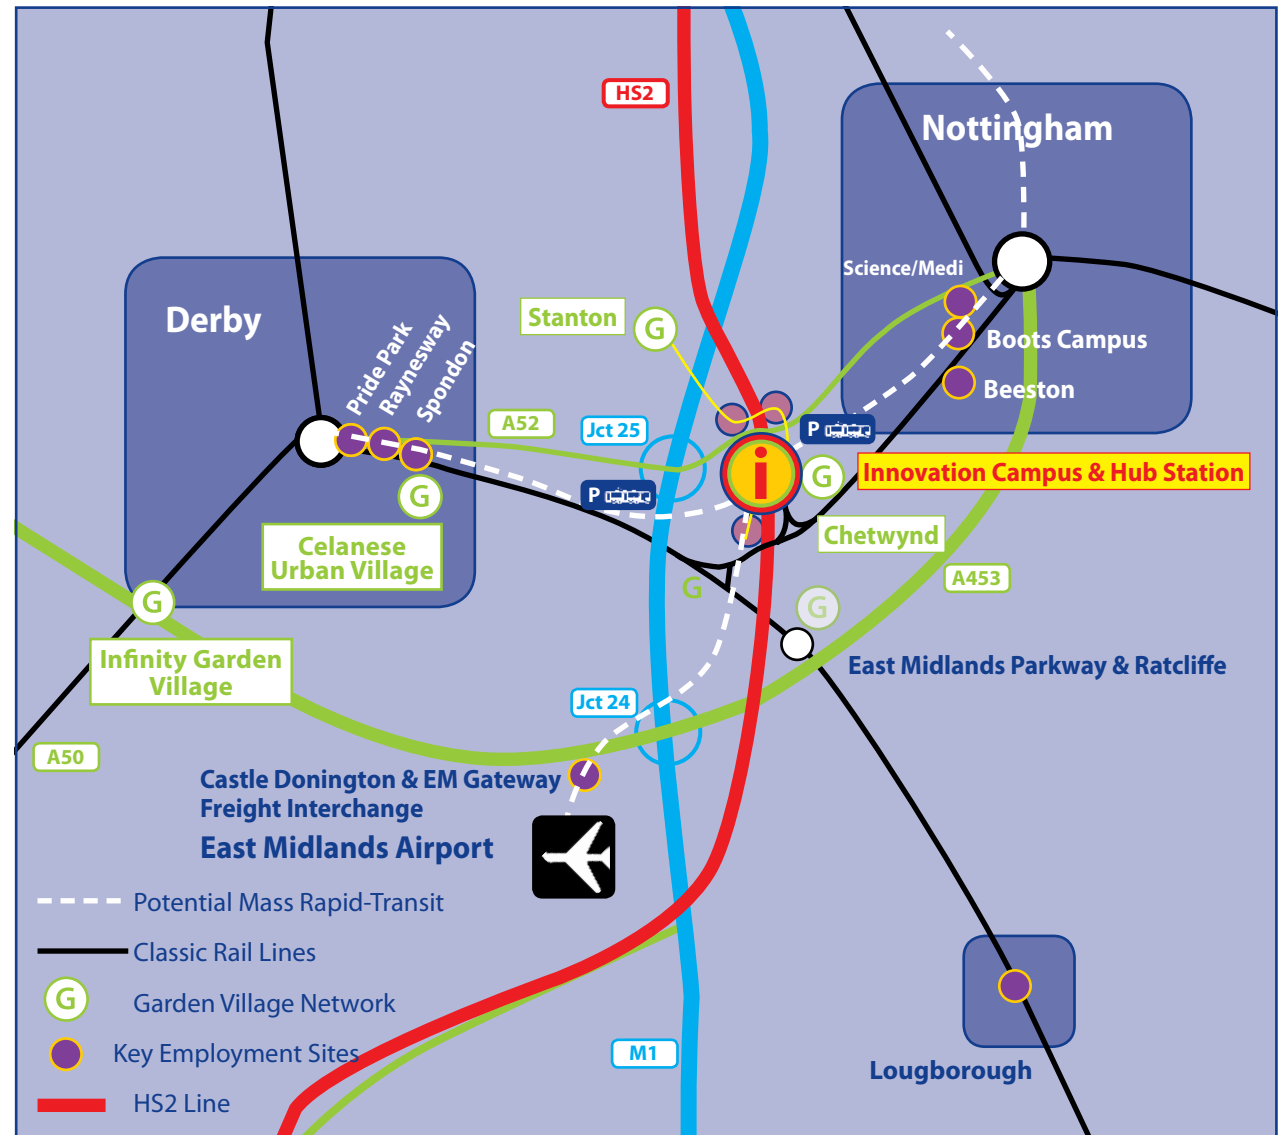 HS2
Nottingham
Science/Medi
Derby
Stanton
G
Pride Park
Raynesway
Spondon
Boots Campus
Beeston
A52
Jct 25
P
P
i
G
Innovation Campus & Hub Station
G
Celanese
Urban Village
Chetwynd
A453
G
G
G
Infinity Garden
Village
East Midlands Parkway & Ratcliffe
Jct 24
A50
Castle Donington & EM Gateway
Freight Interchange
East Midlands Airport
Potential Mass Rapid-Transit
Classic Rail Lines
G
Garden Village Network
Key Employment Sites
M1
Lougborough
HS2 Line